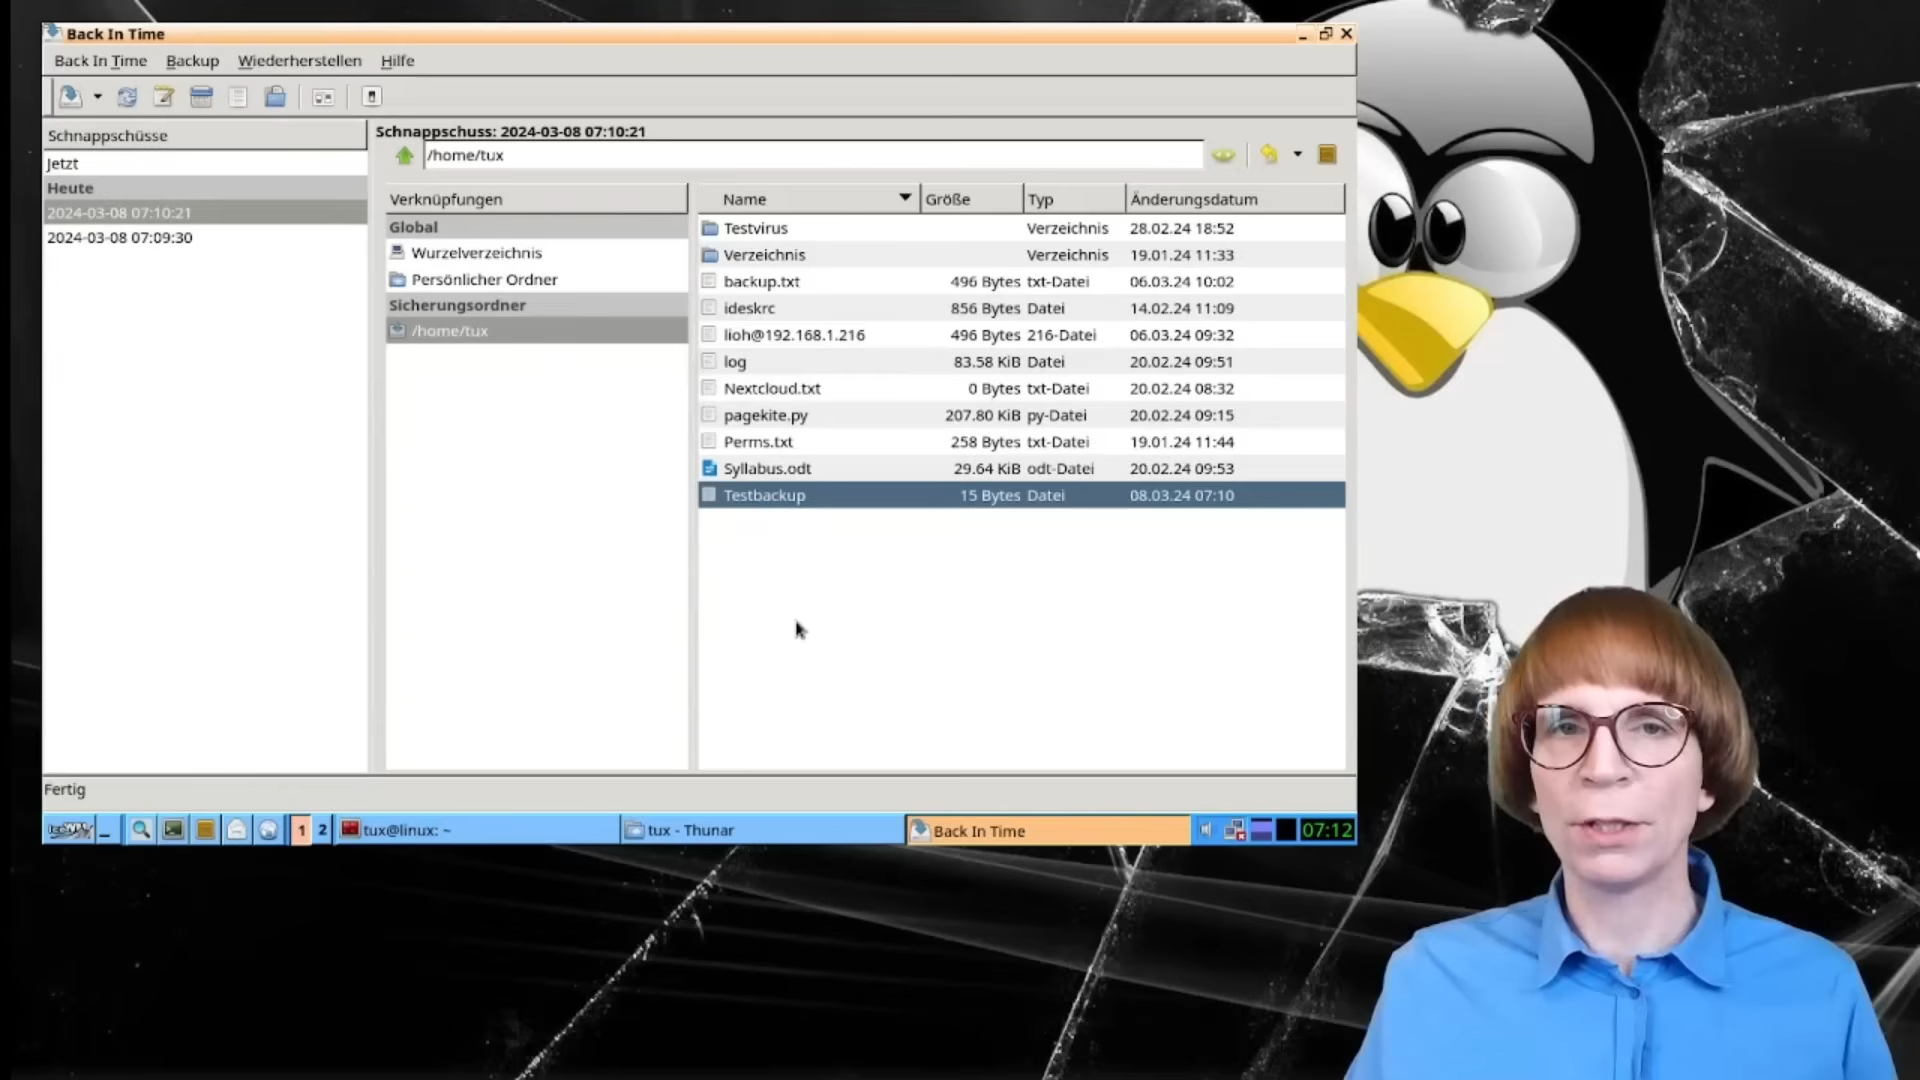 Back In Time
Back In Time Backup Wiederherstellen Hilfe
Schnappschüsse
Jetzt
Heute
2024-03-08 07:10:21
2024-03-08 07:09:30
Schnappschuss: 2024-03-08 07:10:21
/home/tux
Verknüpfungen
Global
Wurzelverzeichnis
Persönlicher Ordner
Sicherungsordner
/home/tux
Name Größe Typ Änderungsdatum
Testvirus Verzeichnis 28.02.24 18:52
Verzeichnis Verzeichnis 19.01.24 11:33
backup.txt 496 Bytes txt-Datei 06.03.24 10:02
ideskrc 856 Bytes Datei 14.02.24 11:09
lioh@192.168.1.216 496 Bytes 216-Datei 06.03.24 09:32
log 83.58 KiB Datei 20.02.24 09:51
Nextcloud.txt 0 Bytes txt-Datei 20.02.24 08:32
pagekite.py 207.80 KiB py-Datei 20.02.24 09:15
Perms.txt 258 Bytes txt-Datei 19.01.24 11:44
Syllabus.odt 29.64 KiB odt-Datei 20.02.24 09:53
Testbackup 15 Bytes Datei 08.03.24 07:10
Fertig
IceWM 1 2 tux@linux: ~ tux - Thunar Back In Time 07:12